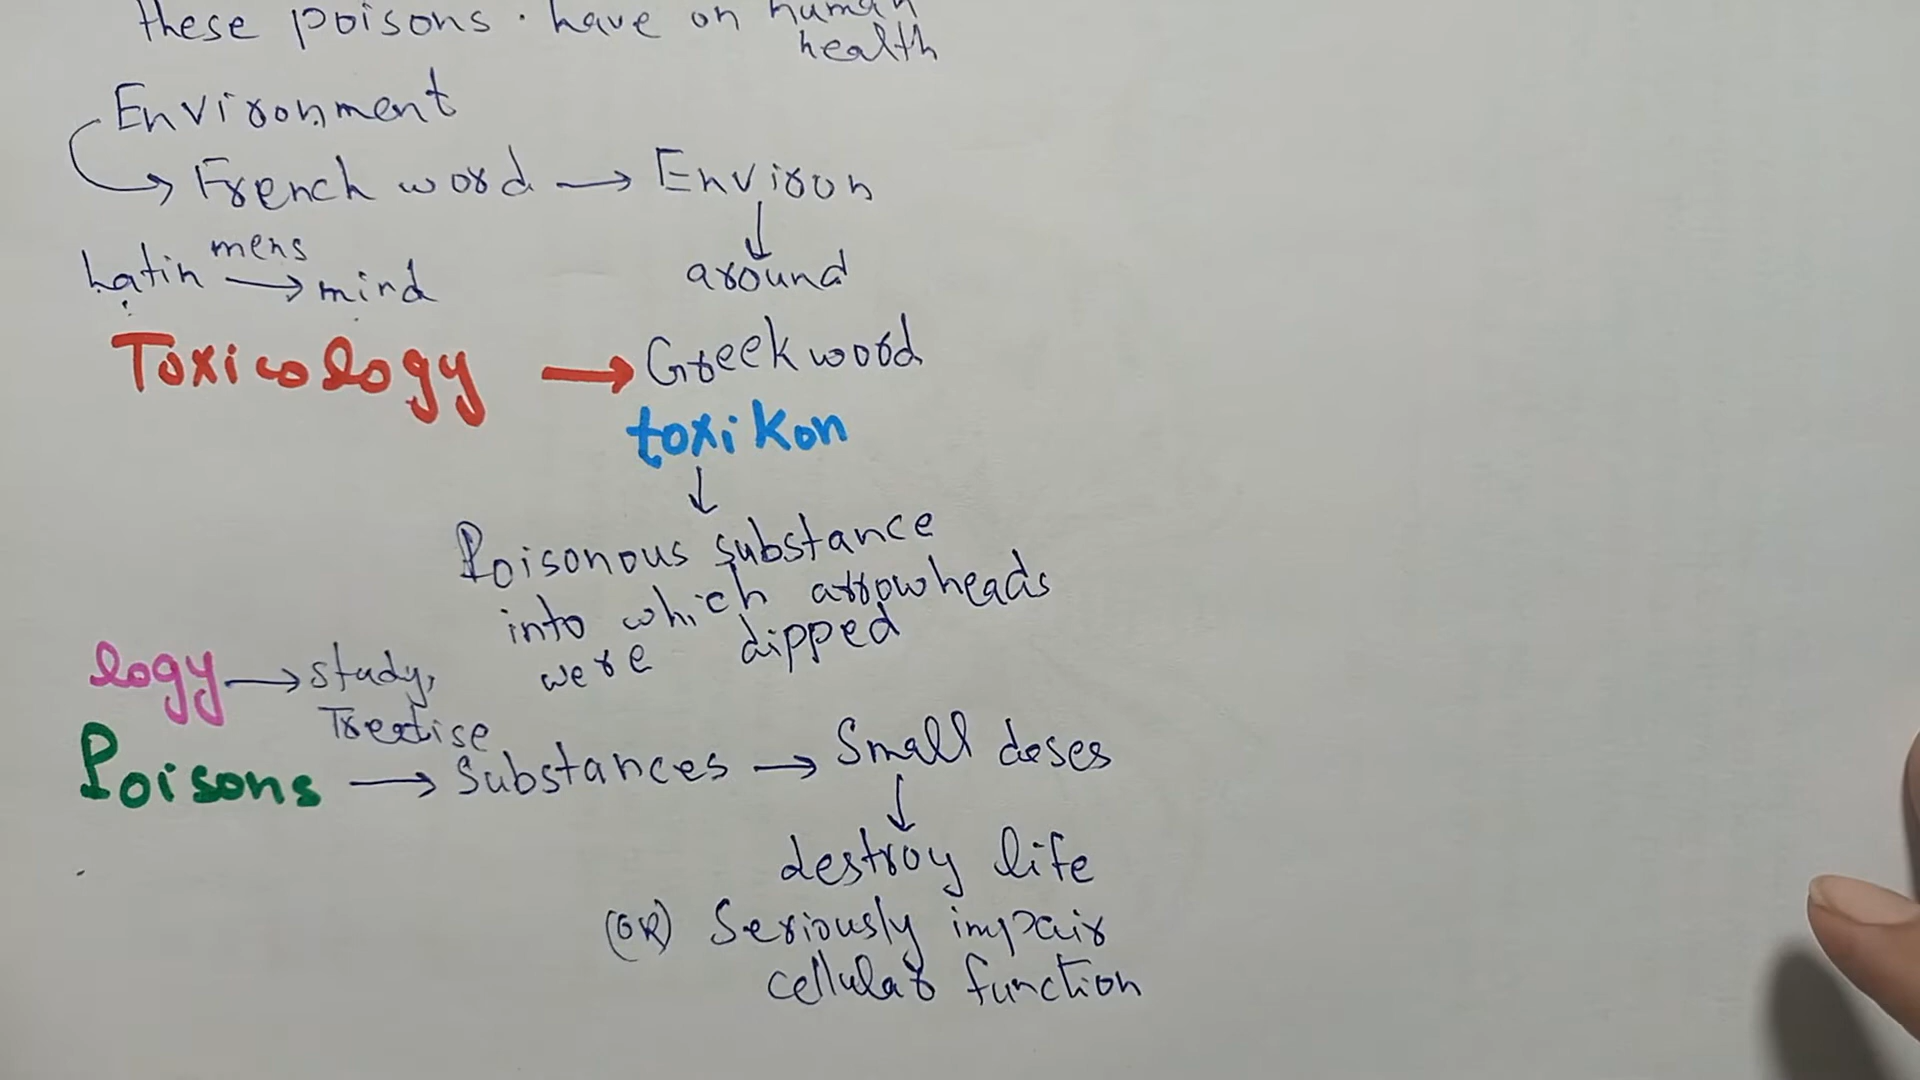 these poisons. have on human
health
Environment
French word → Environ
around
Latin mens → mind
Toxicology → Greek word
toxikon
Poisonous substance
into which arrowheads
were dipped
logy → study,
Treatise
Poisons → Substances → Small doses
destroy life
(OR) Seriously impair
cellular function